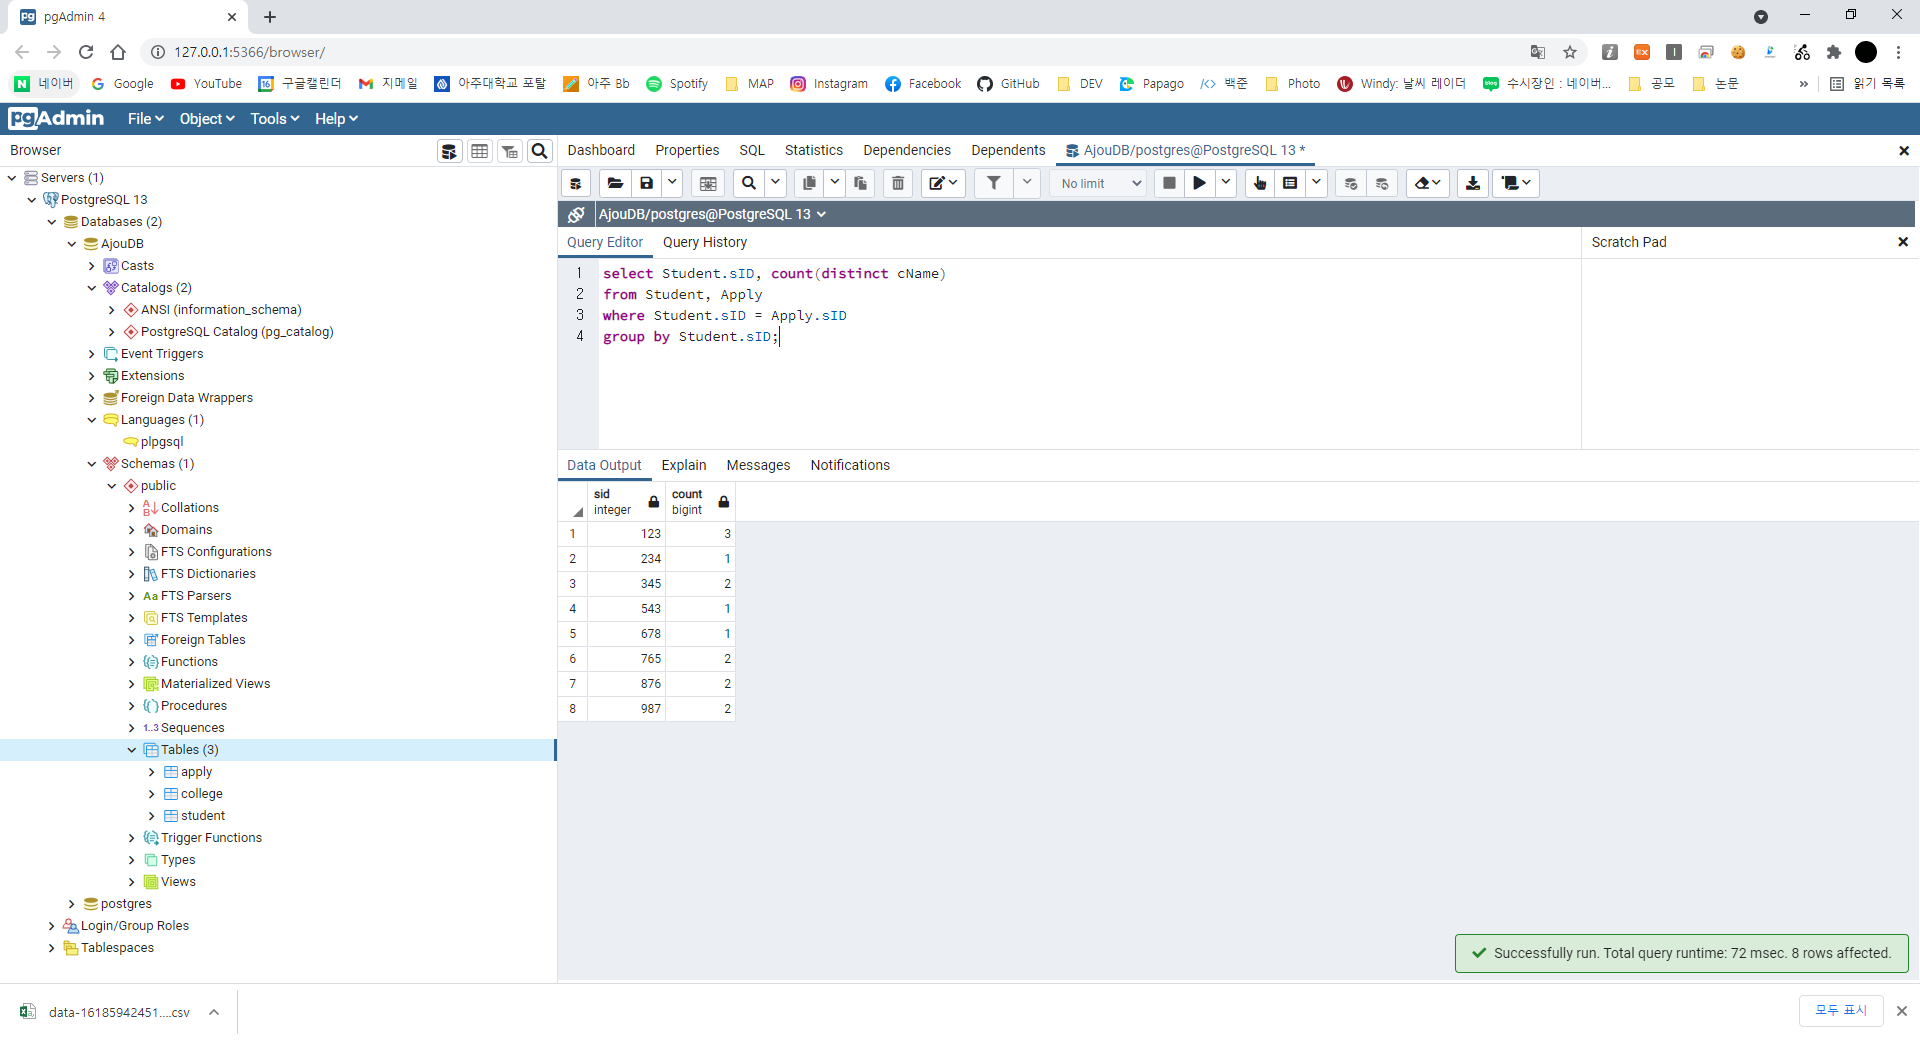 pgAdmin 4
127.0.0.1:5366/browser/
네이버 Google YouTube 구글캘린더 지메일 아주대학교 포탈 아주 Bb Spotify MAP Instagram Facebook GitHub DEV Papago 백준 Photo Windy: 날씨 레이더 수시장인 : 네이버... 공모 논문 » 읽기 목록
pgAdmin File Object Tools Help
Browser
Dashboard Properties SQL Statistics Dependencies Dependents AjouDB/postgres@PostgreSQL 13 *
No limit
AjouDB/postgres@PostgreSQL 13
Query Editor Query History
Scratch Pad
1 select Student.sID, count(distinct cName)
2 from Student, Apply
3 where Student.sID = Apply.sID
4 group by Student.sID;
Servers (1)
PostgreSQL 13
Databases (2)
AjouDB
Casts
Catalogs (2)
ANSI (information_schema)
PostgreSQL Catalog (pg_catalog)
Event Triggers
Extensions
Foreign Data Wrappers
Languages (1)
plpgsql
Schemas (1)
public
Collations
Domains
FTS Configurations
FTS Dictionaries
Aa FTS Parsers
FTS Templates
Foreign Tables
Functions
Materialized Views
Procedures
1..3 Sequences
Tables (3)
apply
college
student
Trigger Functions
Types
Views
postgres
Login/Group Roles
Tablespaces
Data Output Explain Messages Notifications
sid count
integer bigint
1 123 3
2 234 1
3 345 2
4 543 1
5 678 1
6 765 2
7 876 2
8 987 2
Successfully run. Total query runtime: 72 msec. 8 rows affected.
data-16185942451....csv
모두 표시